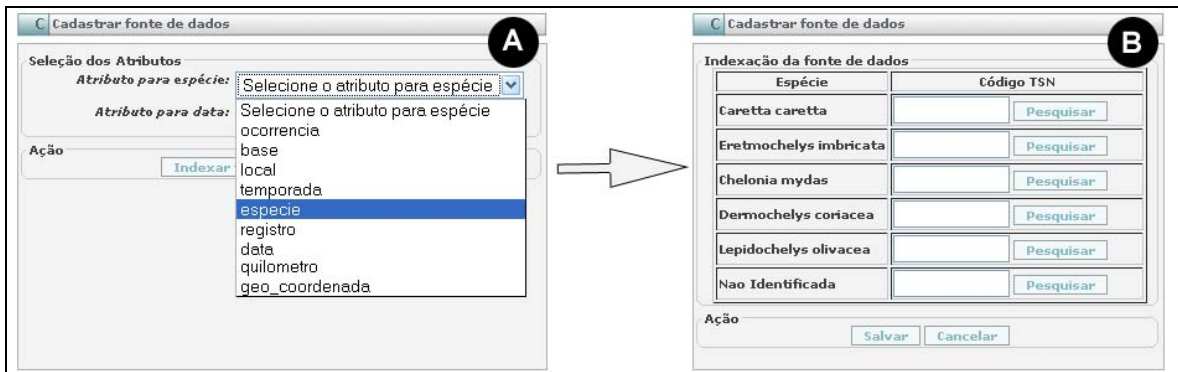 C Cadastrar fonte de dados
A
Seleção dos Atributos
Atributo para espécie: Selecione o atributo para espécie
Atributo para data: Selecione o atributo para espécie
ocorrencia
base
local
temporada
especie
registro
data
quilometro
geo_coordenada
Ação
Indexar
C Cadastrar fonte de dados
B
Indexação da fonte de dados
Espécie Código TSN
Caretta caretta Pesquisar
Eretmochelys imbricata Pesquisar
Chelonia mydas Pesquisar
Dermochelys coriacea Pesquisar
Lepidochelys olivacea Pesquisar
Nao Identificada Pesquisar
Ação
Salvar Cancelar